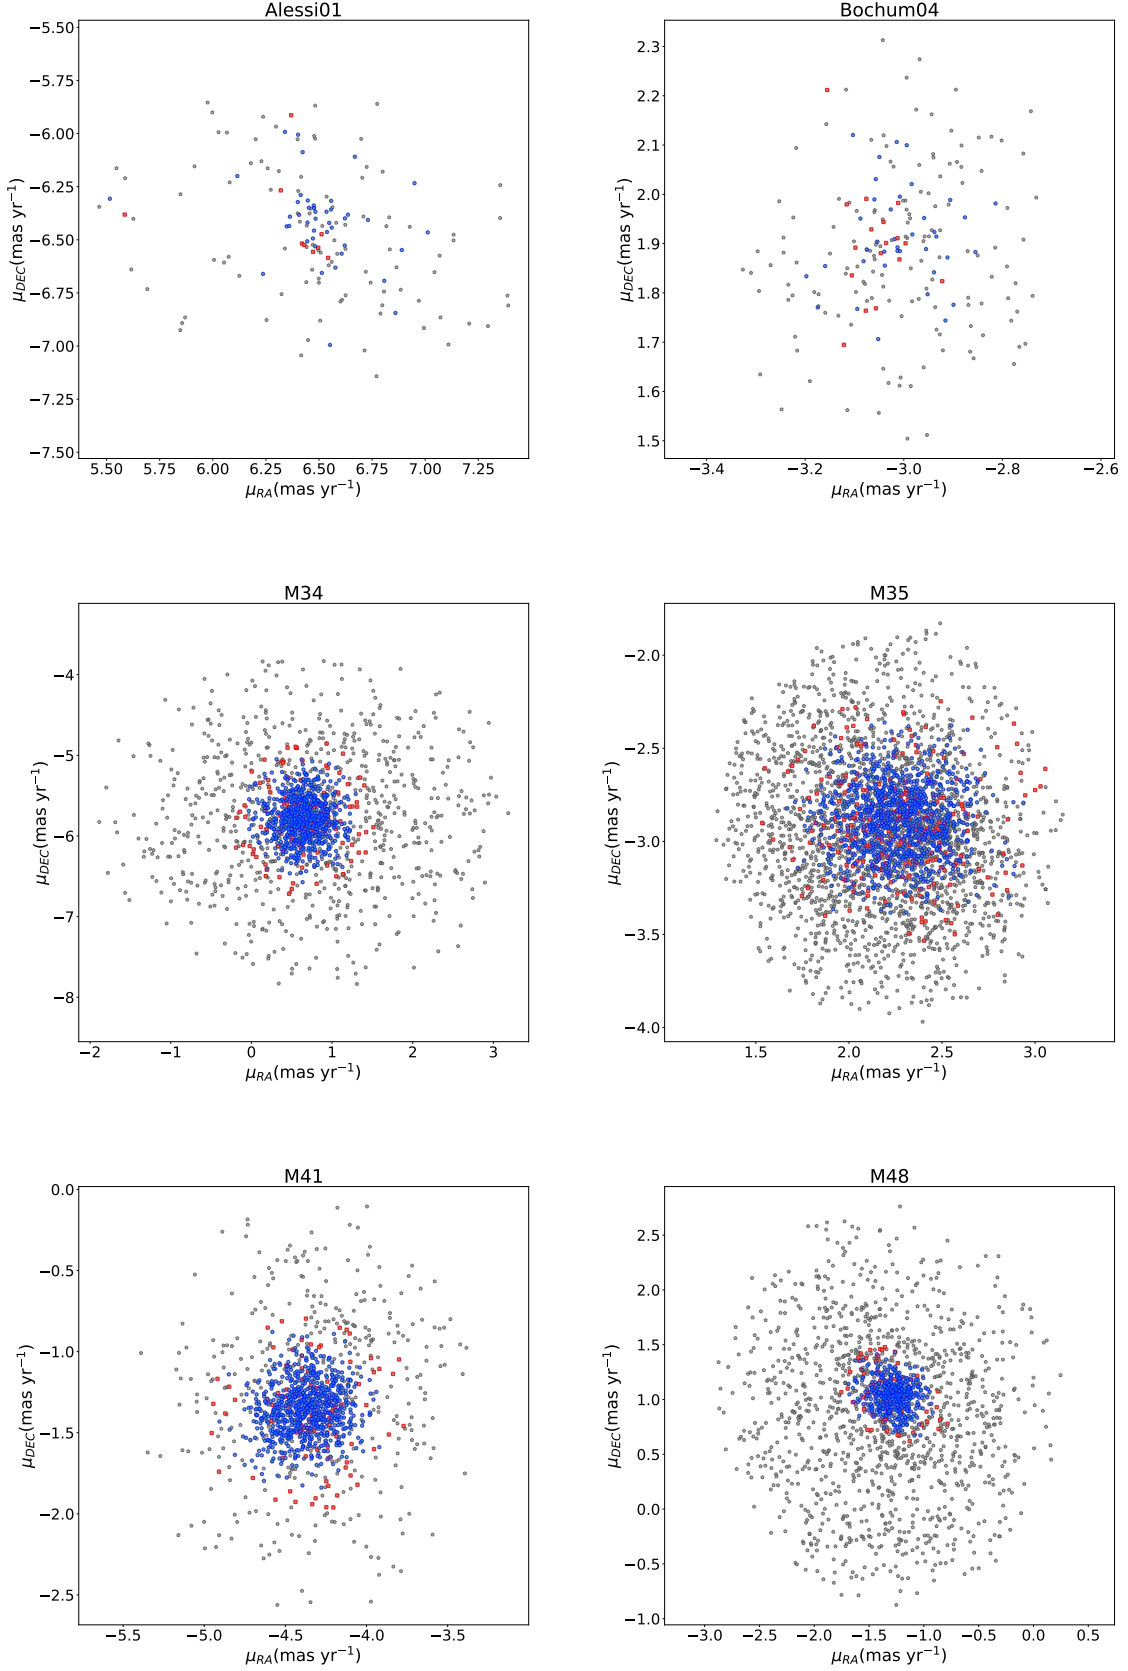 Alessi01
−5.50
−5.75
−6.00
−6.25
−6.50
−6.75
−7.00
−7.25
−7.50
μDEC(mas yr−1)
5.50 5.75 6.00 6.25 6.50 6.75 7.00 7.25
μRA(mas yr−1)
Bochum04
2.3
2.2
2.1
2.0
1.9
1.8
1.7
1.6
1.5
μDEC(mas yr−1)
−3.4 −3.2 −3.0 −2.8 −2.6
μRA(mas yr−1)
M34
−4
−5
−6
−7
−8
μDEC(mas yr−1)
−2 −1 0 1 2 3
μRA(mas yr−1)
M35
−2.0
−2.5
−3.0
−3.5
−4.0
μDEC(mas yr−1)
1.5 2.0 2.5 3.0
μRA(mas yr−1)
M41
0.0
−0.5
−1.0
−1.5
−2.0
−2.5
μDEC(mas yr−1)
−5.5 −5.0 −4.5 −4.0 −3.5
μRA(mas yr−1)
M48
2.5
2.0
1.5
1.0
0.5
0.0
−0.5
−1.0
μDEC(mas yr−1)
−3.0 −2.5 −2.0 −1.5 −1.0 −0.5 0.0 0.5
μRA(mas yr−1)